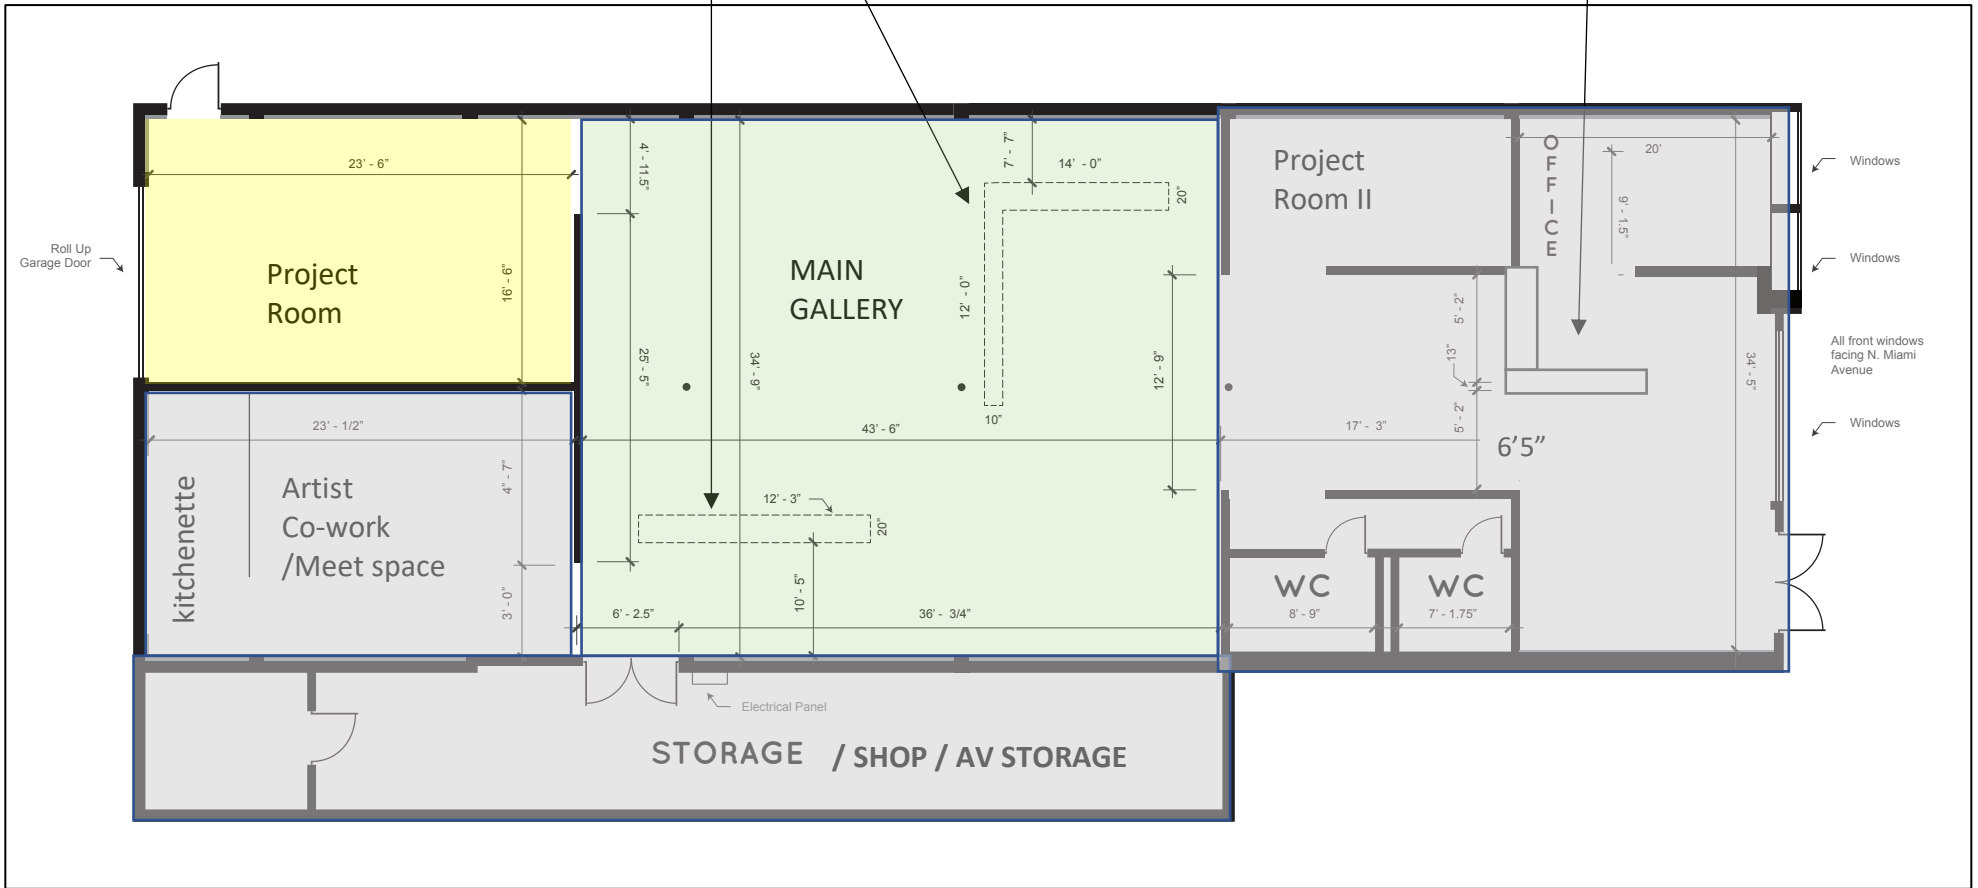 23' - 6”
4' - 11.5”
7' - 7”
14' - 0”
20”
Project
Room II
OFFICE
20'
9' - 1.5”
Windows
Roll Up
Garage Door
Project
Room
16' - 6”
MAIN
GALLERY
12' - 0”
Windows
25' - 5”
34' - 9”
10”
12' - 9”
5' - 2”
13”
5' - 2”
34' - 5”
All front windows
facing N. Miami
Avenue
23' - 1/2”
43' - 6”
17' - 3”
6’5”
Windows
kitchenette
Artist
Co-work
/Meet space
4” - 7”
3' - 0”
12' - 3”
20”
10' - 5”
6' - 2.5”
36' - 3/4”
WC
8' - 9”
WC
7' - 1.75”
Electrical Panel
STORAGE / SHOP / AV STORAGE